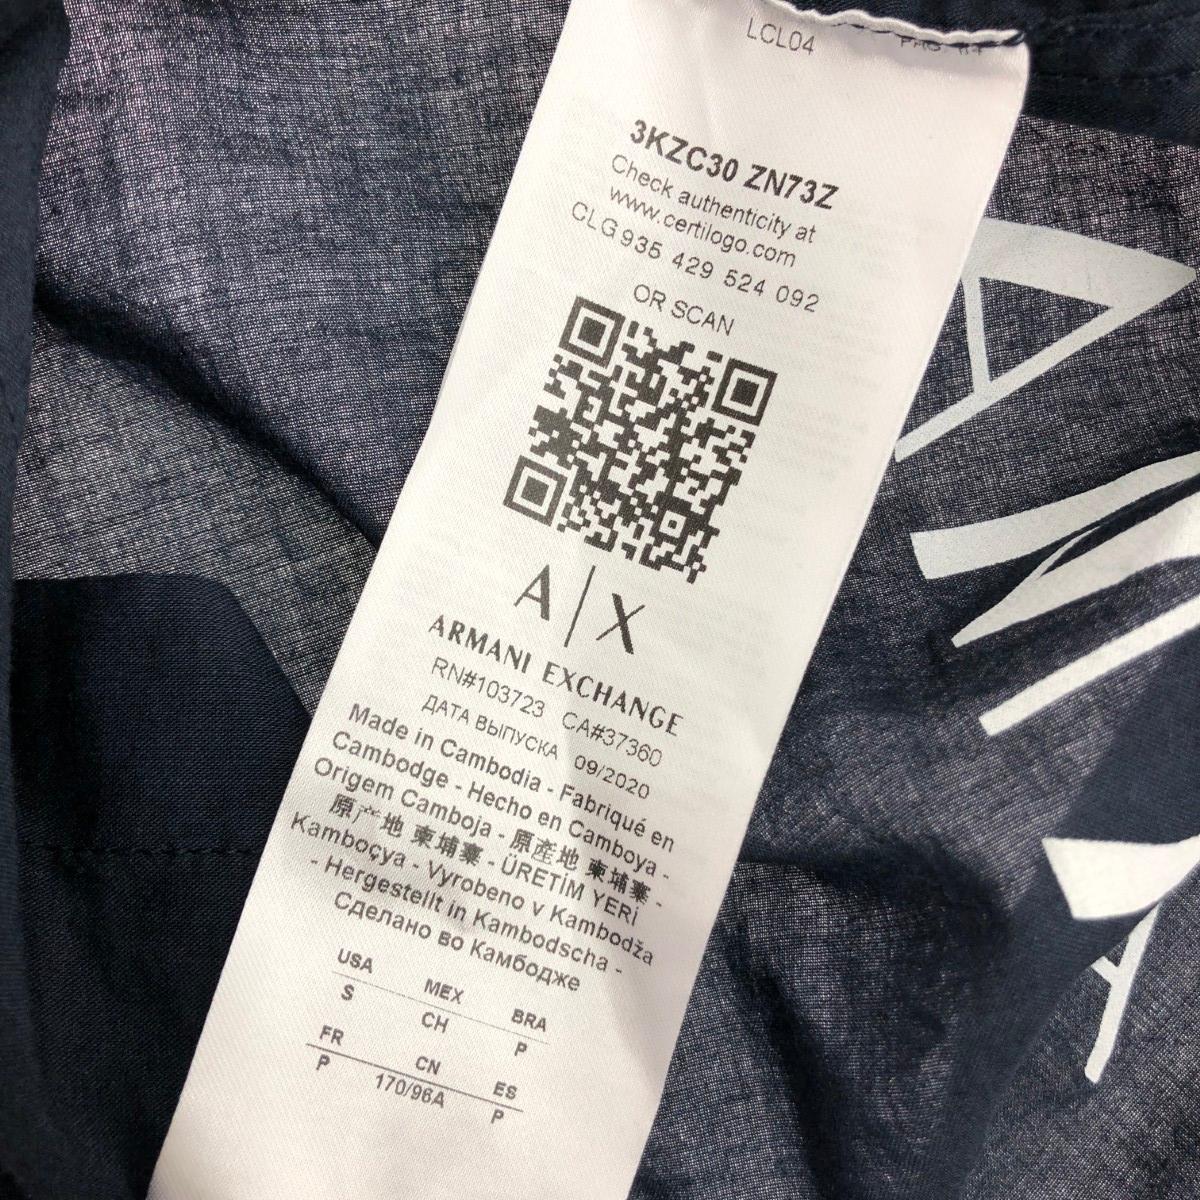 LCL04
3KZC30 ZN73Z
Check authenticity at
www.certilogo.com
CLG 935 429 524 092
OR SCAN
A|X
ARMANI EXCHANGE
RN#103723 CA#37360
ДАТА ВЫПУСКА 09/2020
Made in Cambodia - Fabriqué en
Cambodge - Hecho en Camboya -
Origem Camboja - 原産地 柬埔寨 -
原产地 柬埔寨 - ÜRETİM YERİ
Kamboçya - Vyrobeno v Kambodža
- Hergestellt in Kambodscha -
Сделано во Камбодже
USA MEX BRA
S CH P
FR CN ES
P 170/96A P